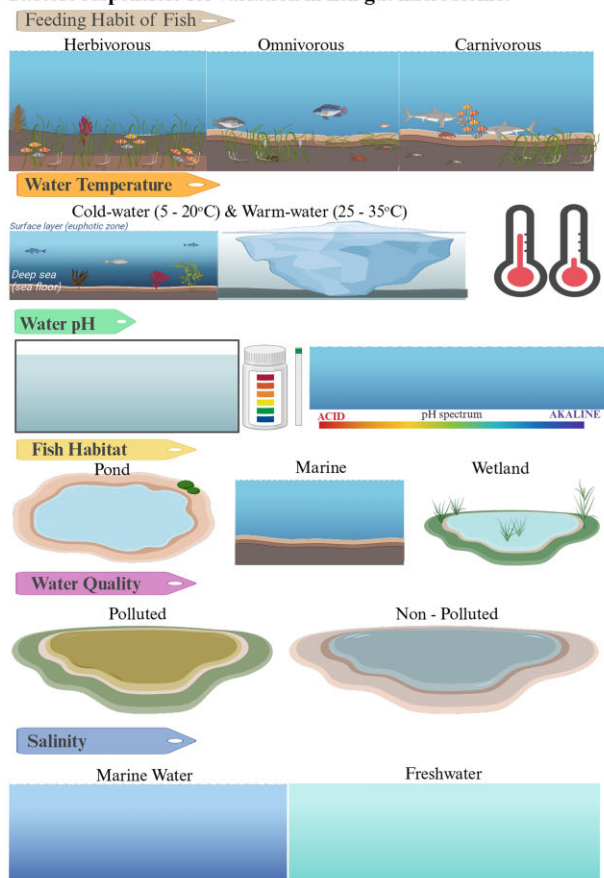 Feeding Habit of Fish
Herbivorous Omnivorous Carnivorous
Water Temperature
Cold-water (5 - 20°C) & Warm-water (25 - 35°C)
Surface layer (euphotic zone)
Deep sea
(sea floor)
Water pH
ACID pH spectrum AKALINE
Fish Habitat
Pond Marine Wetland
Water Quality
Polluted Non - Polluted
Salinity
Marine Water Freshwater